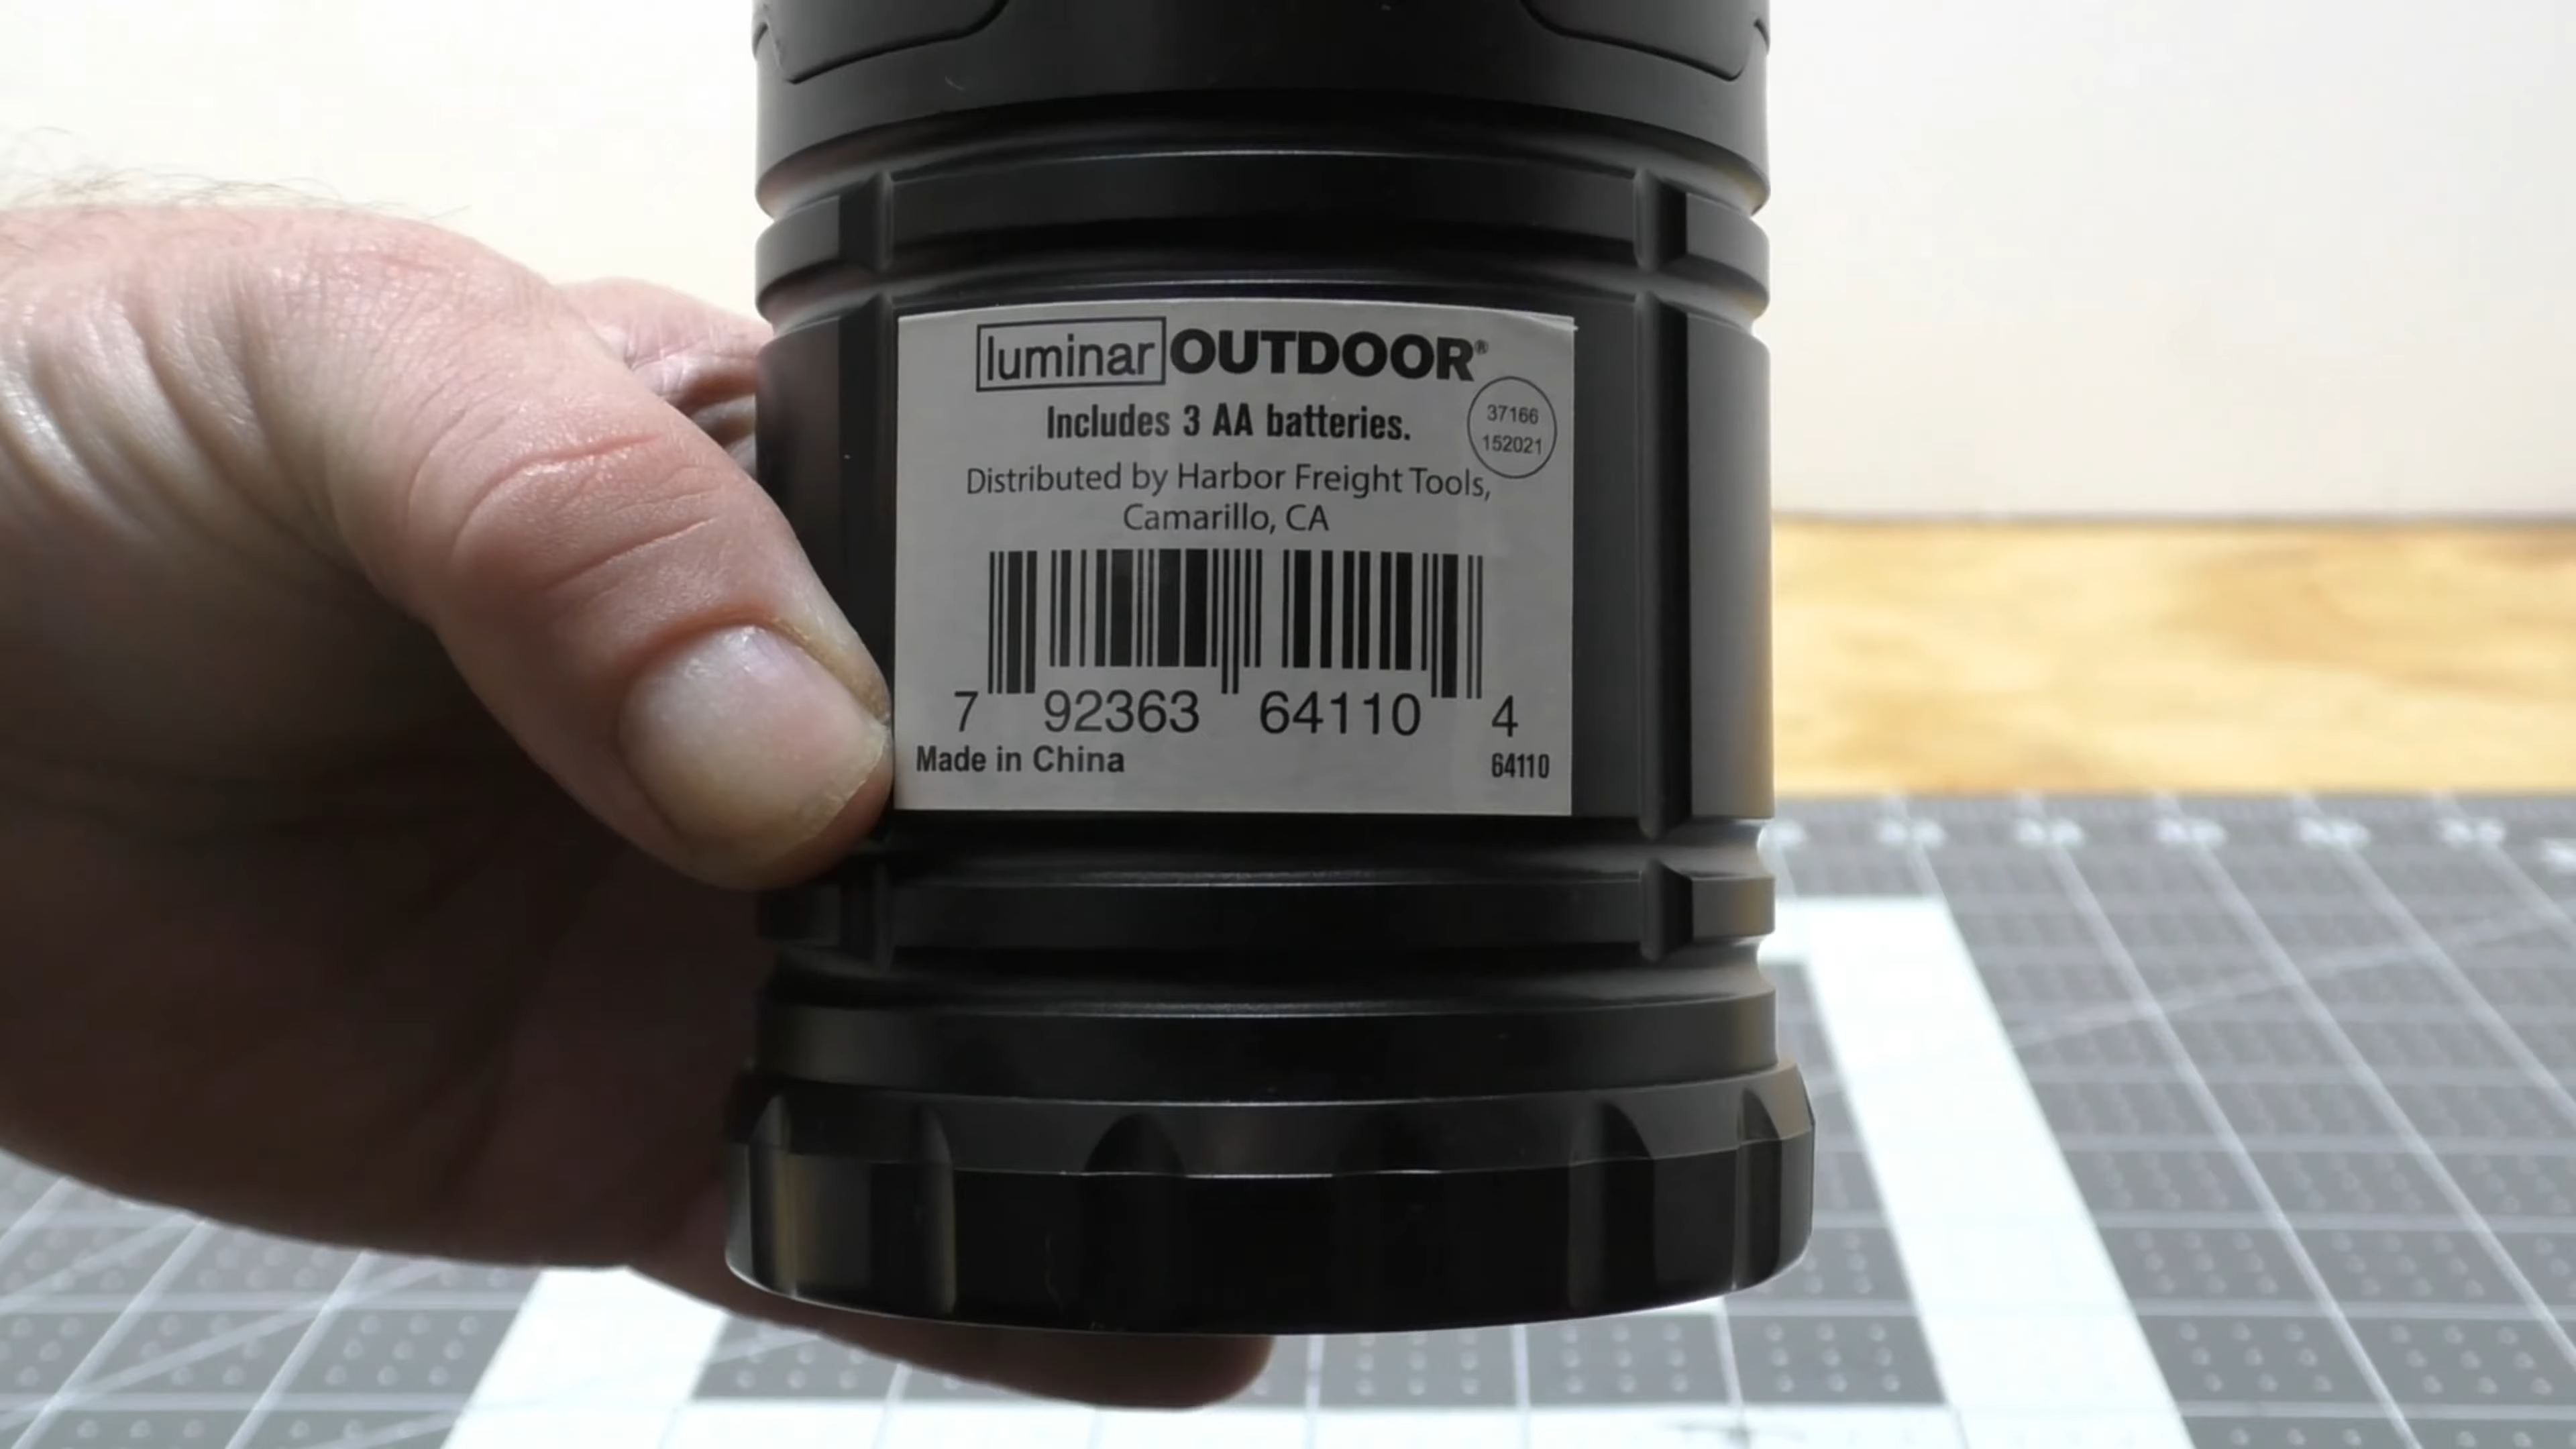 luminar OUTDOOR®
Includes 3 AA batteries.
37166
152021
Distributed by Harbor Freight Tools,
Camarillo, CA
7 92363 64110 4
Made in China
64110